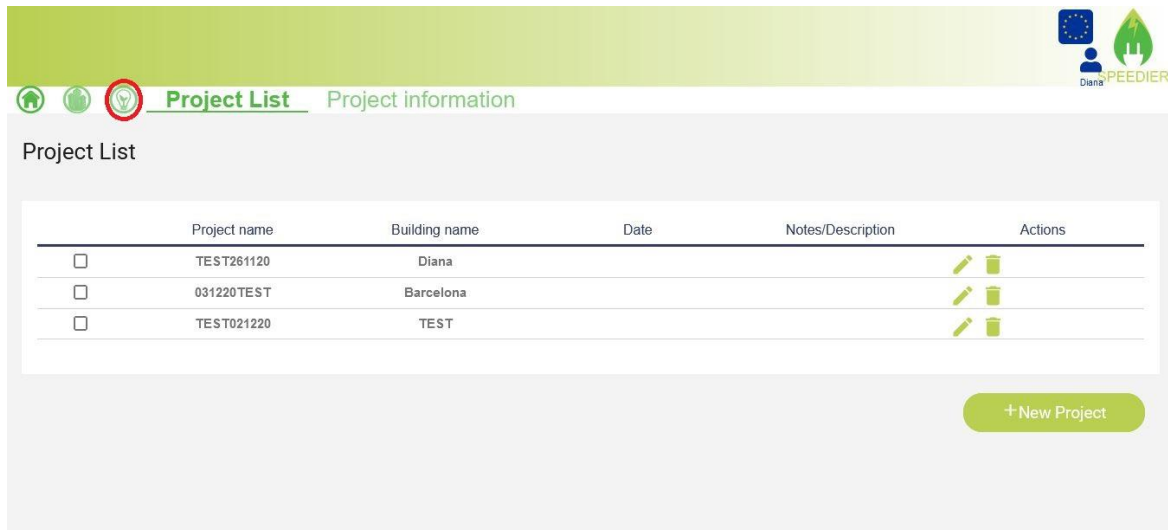 Diana
SPEEDIER
Project List Project information
Project List
Project name Building name Date Notes/Description Actions
TEST261120 Diana
031220TEST Barcelona
TEST021220 TEST
+New Project